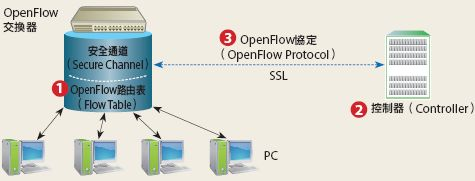 OpenFlow
交換器
安全通道
（Secure Channel）
❶ OpenFlow路由表
（Flow Table）
❸ OpenFlow協定
（OpenFlow Protocol）
SSL
❷ 控制器（Controller）
PC